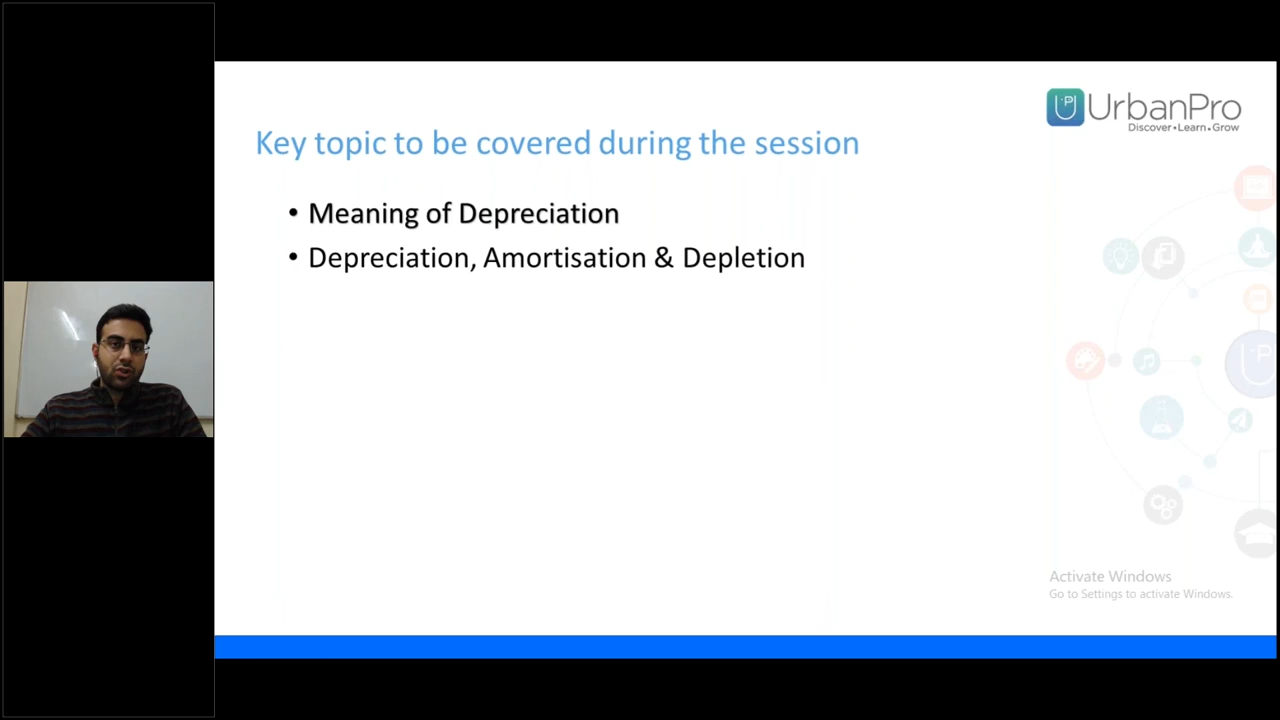 UrbanPro
Discover • Learn • Grow
Key topic to be covered during the session
• Meaning of Depreciation
• Depreciation, Amortisation & Depletion
Activate Windows
Go to Settings to activate Windows.